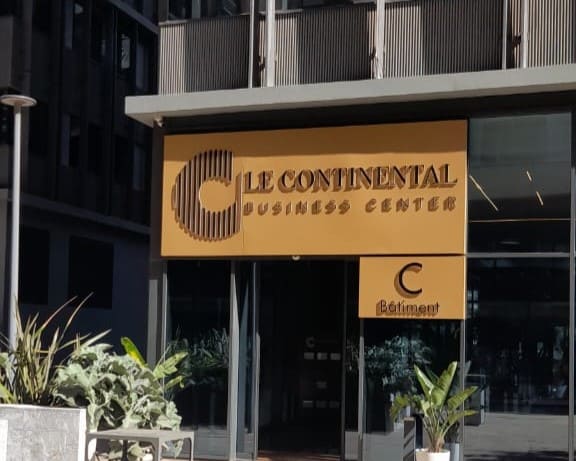 C LE CONTINENTAL
BUSINESS CENTER
C
Bâtiment